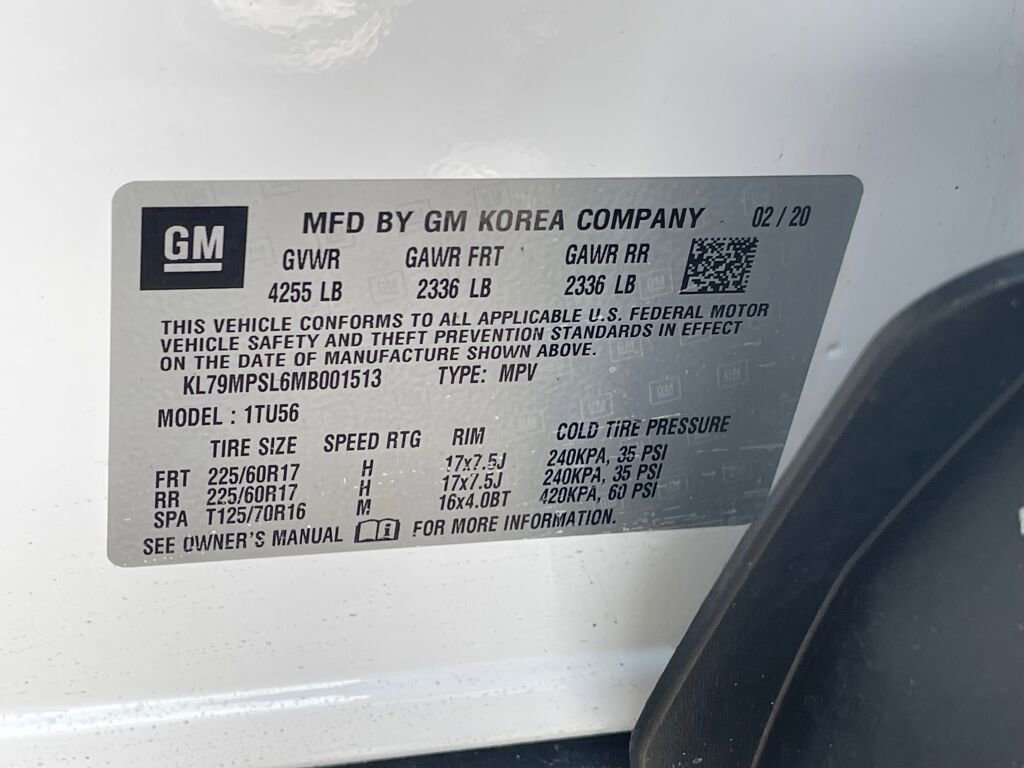 GM
MFD BY GM KOREA COMPANY 02 / 20
GVWR GAWR FRT GAWR RR
4255 LB 2336 LB 2336 LB
THIS VEHICLE CONFORMS TO ALL APPLICABLE U.S. FEDERAL MOTOR
VEHICLE SAFETY AND THEFT PREVENTION STANDARDS IN EFFECT
ON THE DATE OF MANUFACTURE SHOWN ABOVE.
KL79MPSL6MB001513 TYPE: MPV
MODEL : 1TU56
TIRE SIZE SPEED RTG RIM COLD TIRE PRESSURE
FRT 225/60R17 H 17x7.5J 240KPA, 35 PSI
RR 225/60R17 H 17x7.5J 240KPA, 35 PSI
SPA T125/70R16 M 16x4.0BT 420KPA, 60 PSI
SEE OWNER'S MANUAL i FOR MORE INFORMATION.